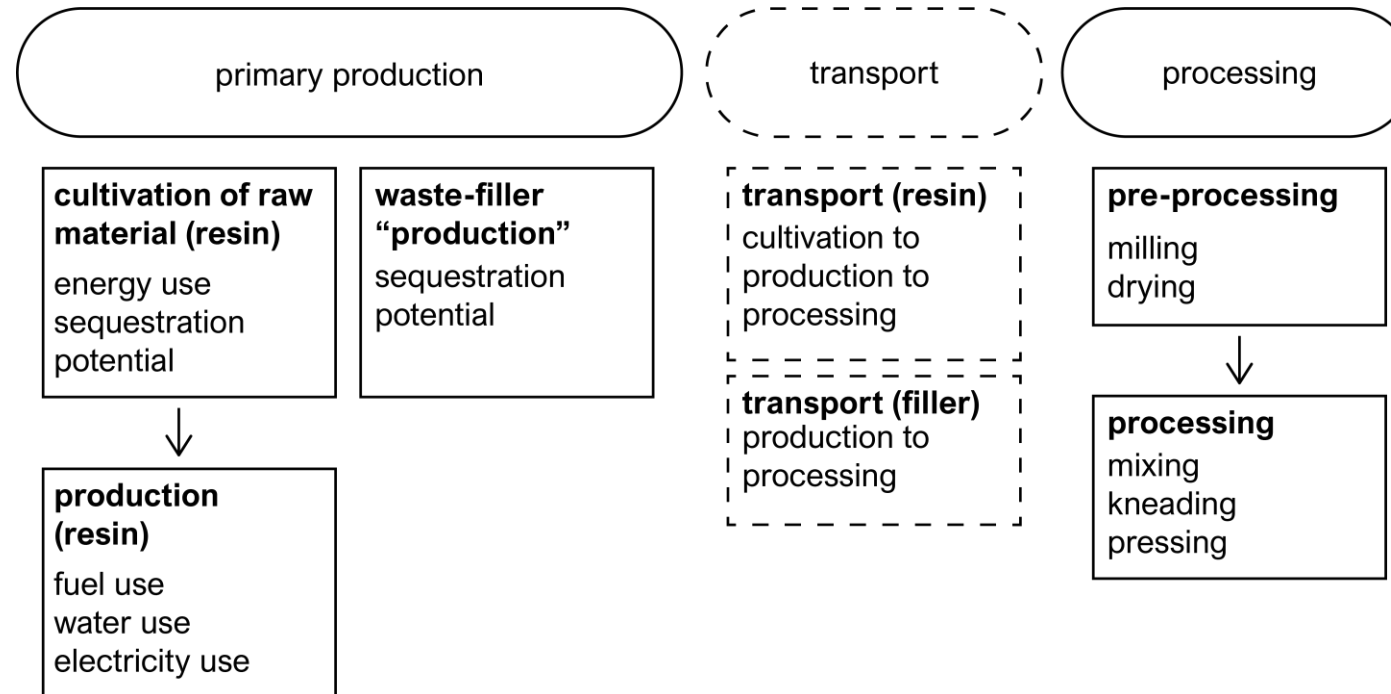 primary production
transport
processing
cultivation of raw
material (resin)
energy use
sequestration
potential
production
(resin)
fuel use
water use
electricity use
waste-filler
“production”
sequestration
potential
transport (resin)
cultivation to
production to
processing
transport (filler)
production to
processing
pre-processing
milling
drying
processing
mixing
kneading
pressing